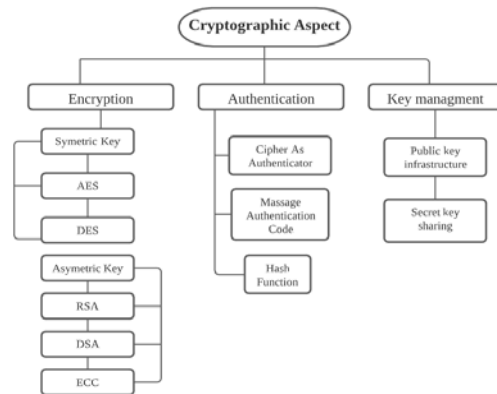 Cryptographic Aspect
Encryption
Symetric Key
AES
DES
Asymetric Key
RSA
DSA
ECC
Authentication
Cipher As
Authenticator
Massage
Authentication
Code
Hash
Function
Key managment
Public key
infrastructure
Secret key
sharing